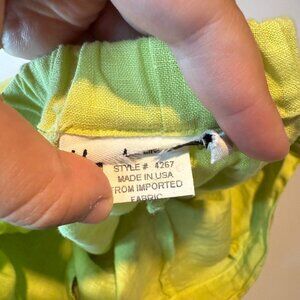 STYLE # 4267
MADE IN USA
FROM IMPORTED
FABRIC